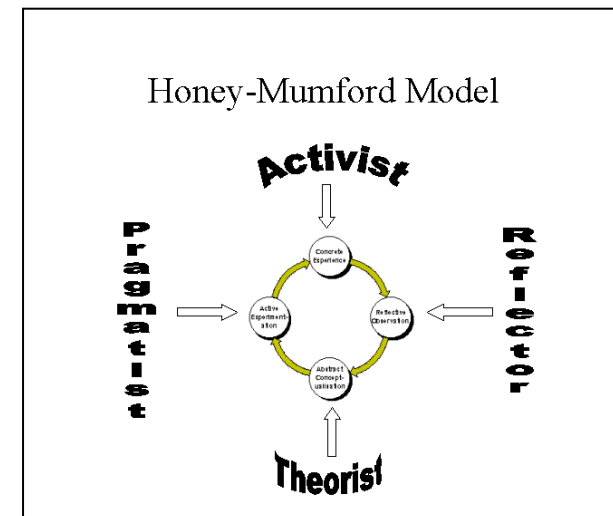 Honey-Mumford Model
Activist
Concrete
Experience
Pragmatist
Active
Experiment-
ation
Reflective
Observation
Reflector
Abstract
Concept-
ualisation
Theorist